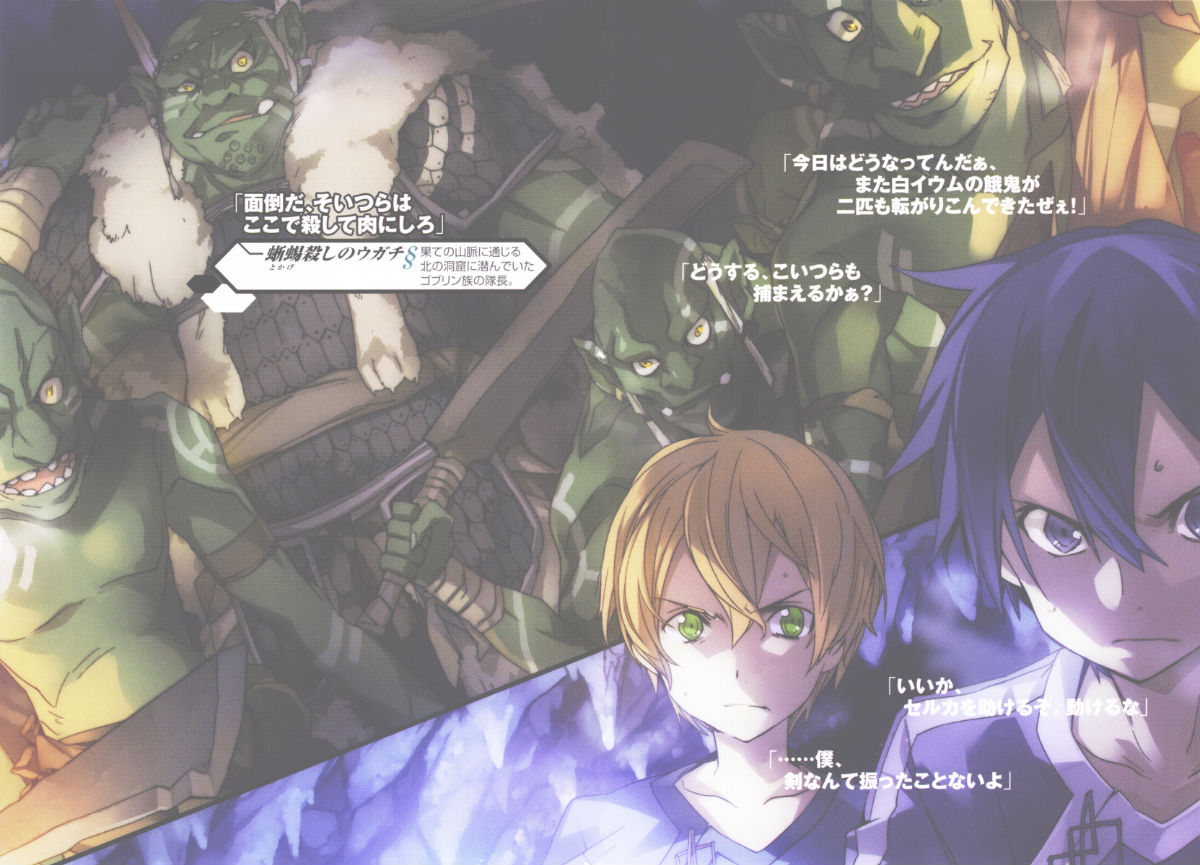 「今日はどうなってんだぁ、
また白イウムの餓鬼が
二匹も転がりこんできたぜぇ!」
「どうする、こいつらも
捕まえるかぁ?」
「面倒だ、そいつらは
ここで殺して肉にしろ」
蜥蜴殺しのウガチ
とかげ
果ての山脈に通じる
北の洞窟に潜んでいた
ゴブリン族の隊長。
「いいか、
セルカを助けるぞ。動けるな」
「……僕、
剣なんて振ったことないよ」